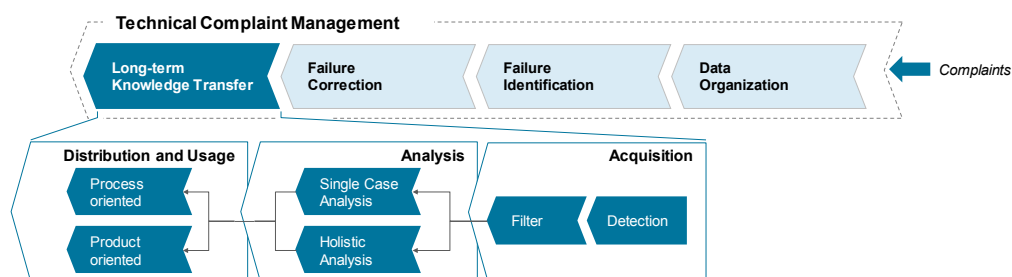 Technical Complaint Management
Long-term
Knowledge Transfer
Failure
Correction
Failure
Identification
Data
Organization
Complaints
Distribution and Usage
Analysis
Acquisition
Process
oriented
Single Case
Analysis
Filter
Detection
Product
oriented
Holistic
Analysis